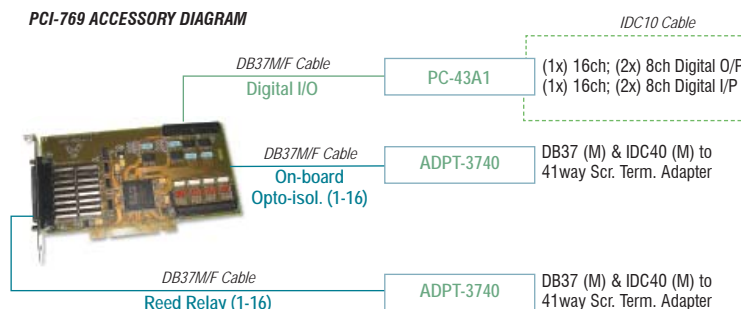 PCI-769 ACCESSORY DIAGRAM
IDC10 Cable
DB37M/F Cable
Digital I/O
PC-43A1
(1x) 16ch; (2x) 8ch Digital O/P
(1x) 16ch; (2x) 8ch Digital I/P
DB37M/F Cable
On-board
Opto-isol. (1-16)
ADPT-3740
DB37 (M) & IDC40 (M) to
41way Scr. Term. Adapter
DB37M/F Cable
Reed Relay (1-16)
ADPT-3740
DB37 (M) & IDC40 (M) to
41way Scr. Term. Adapter